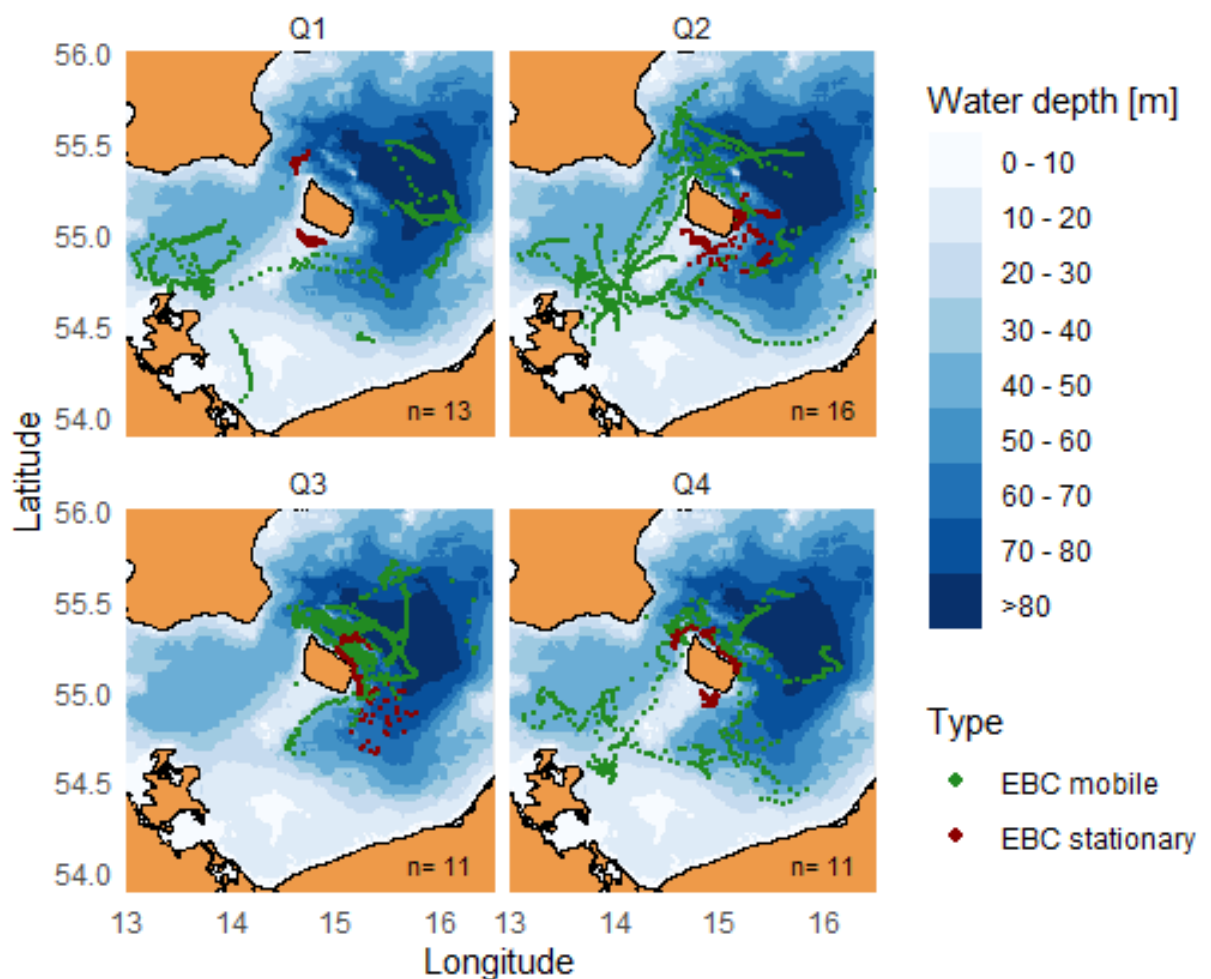 Q1
Q2
56.0
55.5
55.0
54.5
54.0
n= 13
n= 16
Latitude
Q3
Q4
56.0
55.5
55.0
54.5
54.0
n= 11
n= 11
13
14
15
16
13
14
15
16
Longitude
Water depth [m]
0 - 10
10 - 20
20 - 30
30 - 40
40 - 50
50 - 60
60 - 70
70 - 80
>80
Type
EBC mobile
EBC stationary